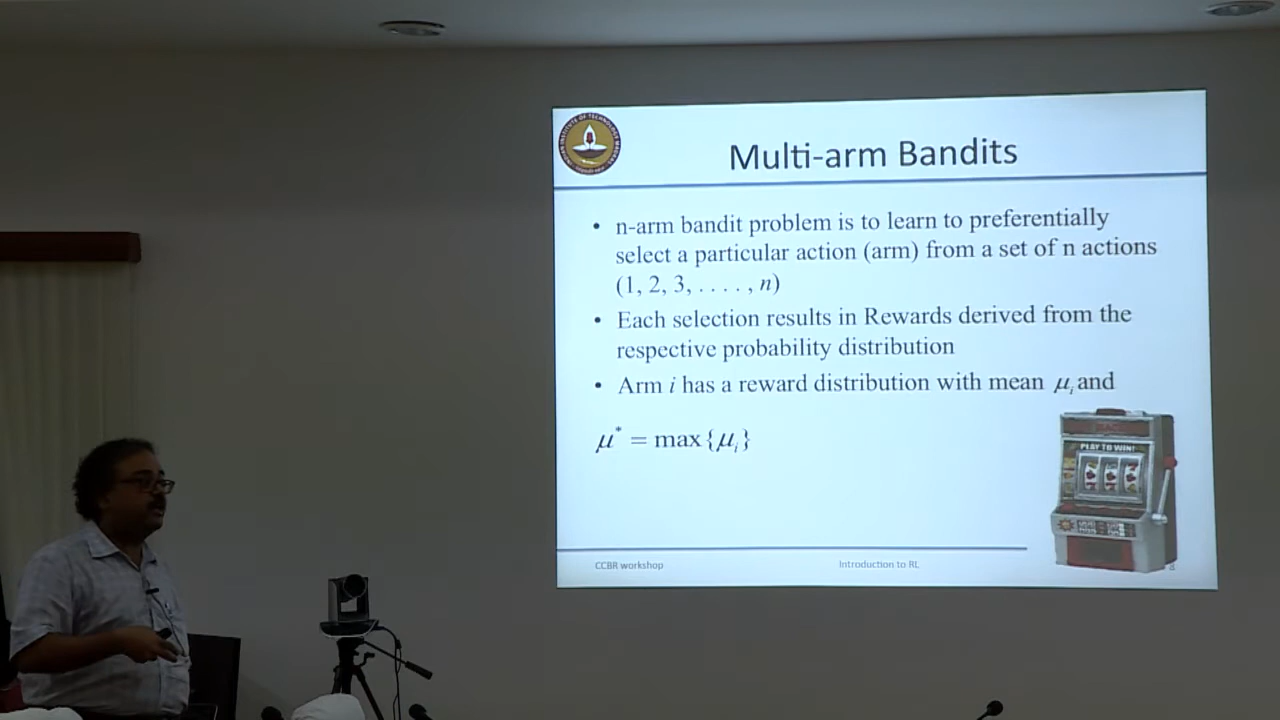 Multi-arm Bandits
• n-arm bandit problem is to learn to preferentially
select a particular action (arm) from a set of n actions
(1, 2, 3, . . . . , n)
• Each selection results in Rewards derived from the
respective probability distribution
• Arm i has a reward distribution with mean μᵢ and
μ* = max{μᵢ}
PLAY TO WIN!
CCBR workshop
Introduction to RL